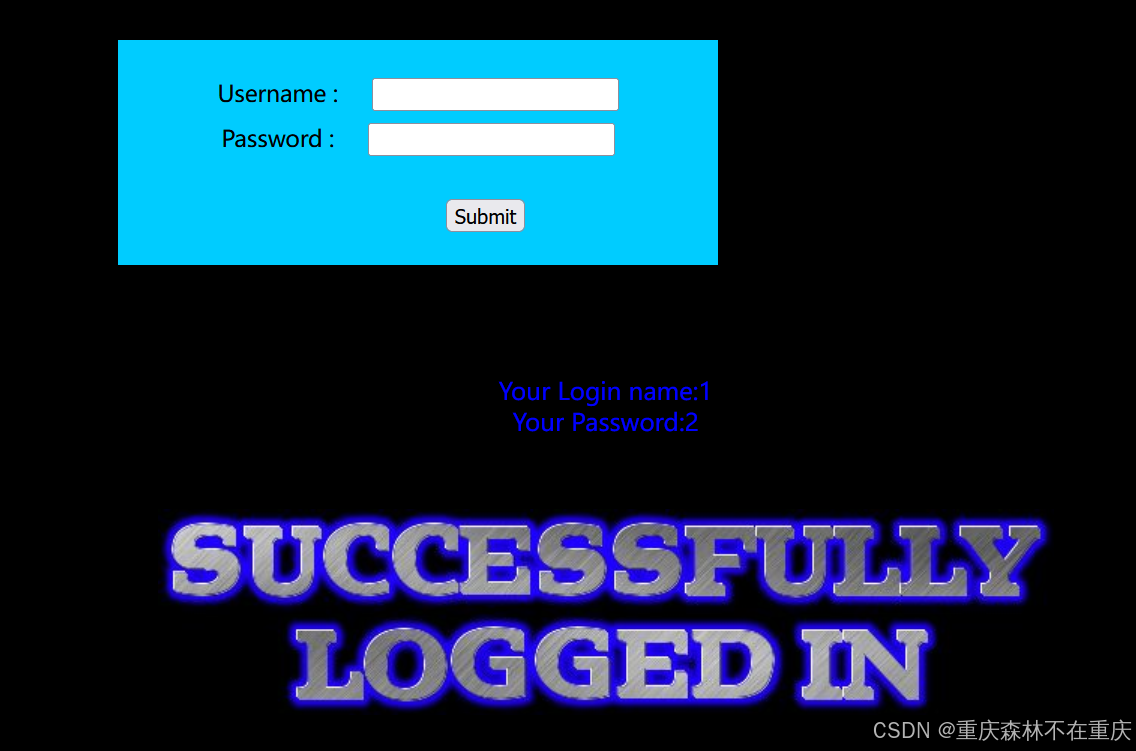 Username :
Password :
Submit
Your Login name:1
Your Password:2
SUCCESSFULLY
LOGGED IN
CSDN @重庆森林不在重庆